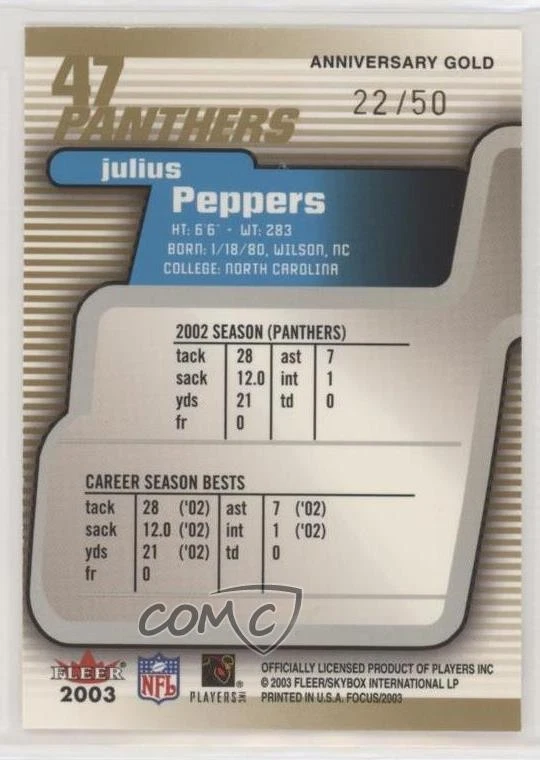 ANNIVERSARY GOLD
47
22/50
PANTHERS
julius
Peppers
HT: 6'6" - WT: 283
BORN: 1/18/80, WILSON, NC
COLLEGE: NORTH CAROLINA
2002 SEASON (PANTHERS)
tack 28 ast 7
sack 12.0 int 1
yds 21 td 0
fr 0
CAREER SEASON BESTS
tack 28 ('02) ast 7 ('02)
sack 12.0 ('02) int 1 ('02)
yds 21 ('02) td 0
fr 0
COMC
FLEER
2003
NFL
PLAYERS INC
OFFICIALLY LICENSED PRODUCT OF PLAYERS INC
© 2003 FLEER/SKYBOX INTERNATIONAL LP
PRINTED IN U.S.A. FOCUS/2003